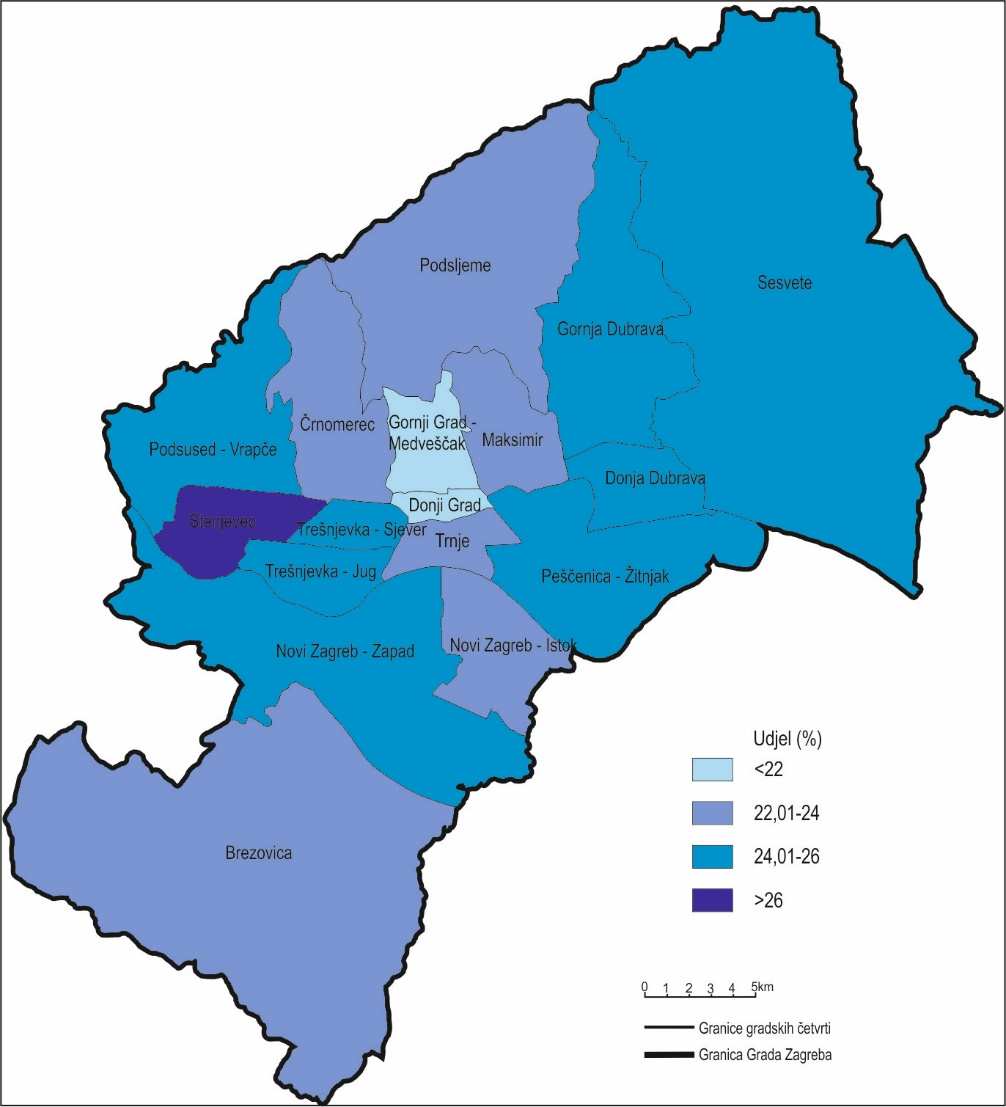 Podsljeme
Sesvete
Gornja Dubrava
Črnomerec
Gornji Grad -
Medveščak
Maksimir
Podsused - Vrapče
Donja Dubrava
Donji Grad
Stenjevec
Trešnjevka - Sjever
Trnje
Trešnjevka - Jug
Peščenica - Žitnjak
Novi Zagreb - Zapad
Novi Zagreb - Istok
Brezovica
Udjel (%)
<22
22,01-24
24,01-26
>26
0 1 2 3 4 5km
Granice gradskih četvrti
Granica Grada Zagreba